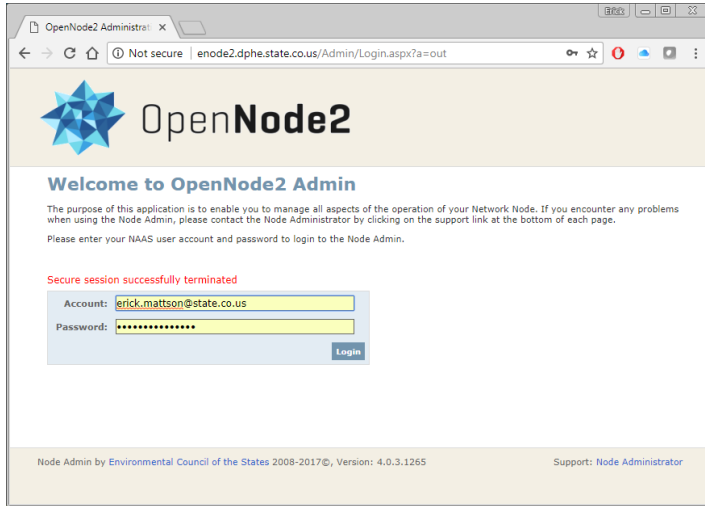 Erick
OpenNode2 Administrat
Not secure | enode2.dphe.state.co.us/Admin/Login.aspx?a=out
OpenNode2
Welcome to OpenNode2 Admin
The purpose of this application is to enable you to manage all aspects of the operation of your Network Node. If you encounter any problems
when using the Node Admin, please contact the Node Administrator by clicking on the support link at the bottom of each page.
Please enter your NAAS user account and password to login to the Node Admin.
Secure session successfully terminated
Account: erick.mattson@state.co.us
Password: •••••••••••••••
Login
Node Admin by Environmental Council of the States 2008-2017©, Version: 4.0.3.1265 Support: Node Administrator